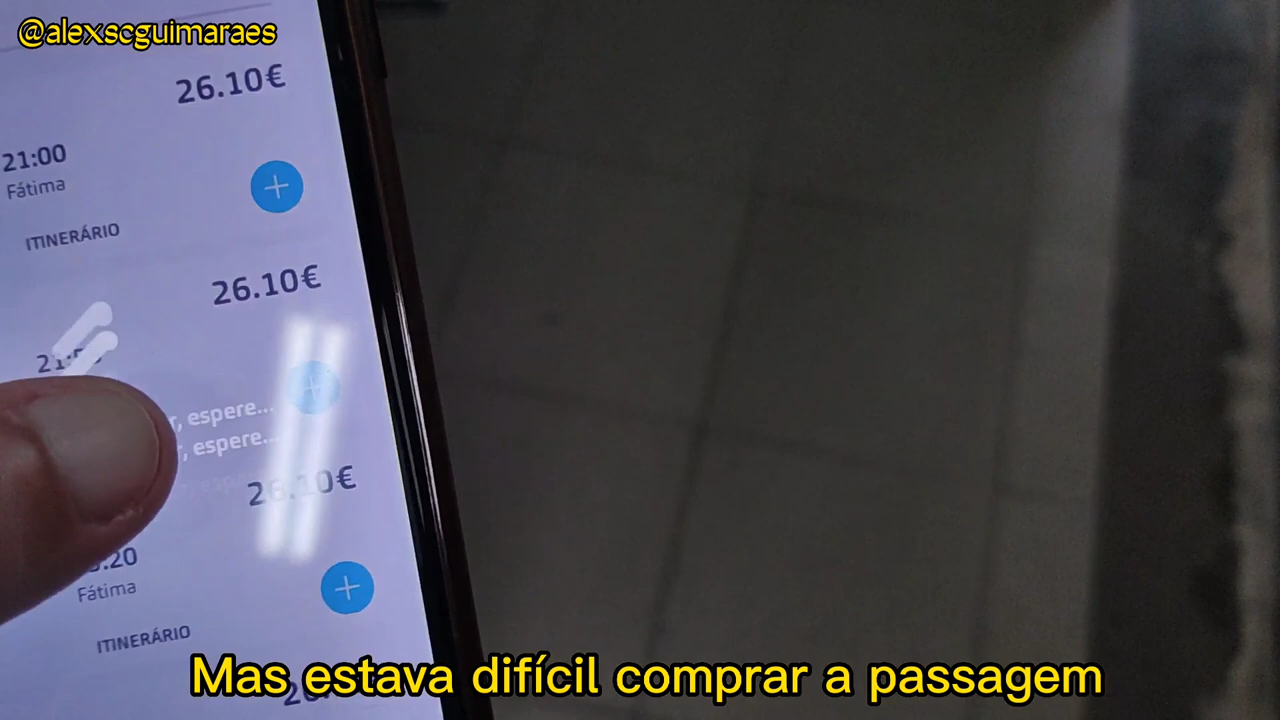 @alexscguimaraes
26.10€
21:00
Fátima
ITINERÁRIO
26.10€
espere...
espere...
26.10€
Fátima
ITINERÁRIO
Mas estava difícil comprar a passagem